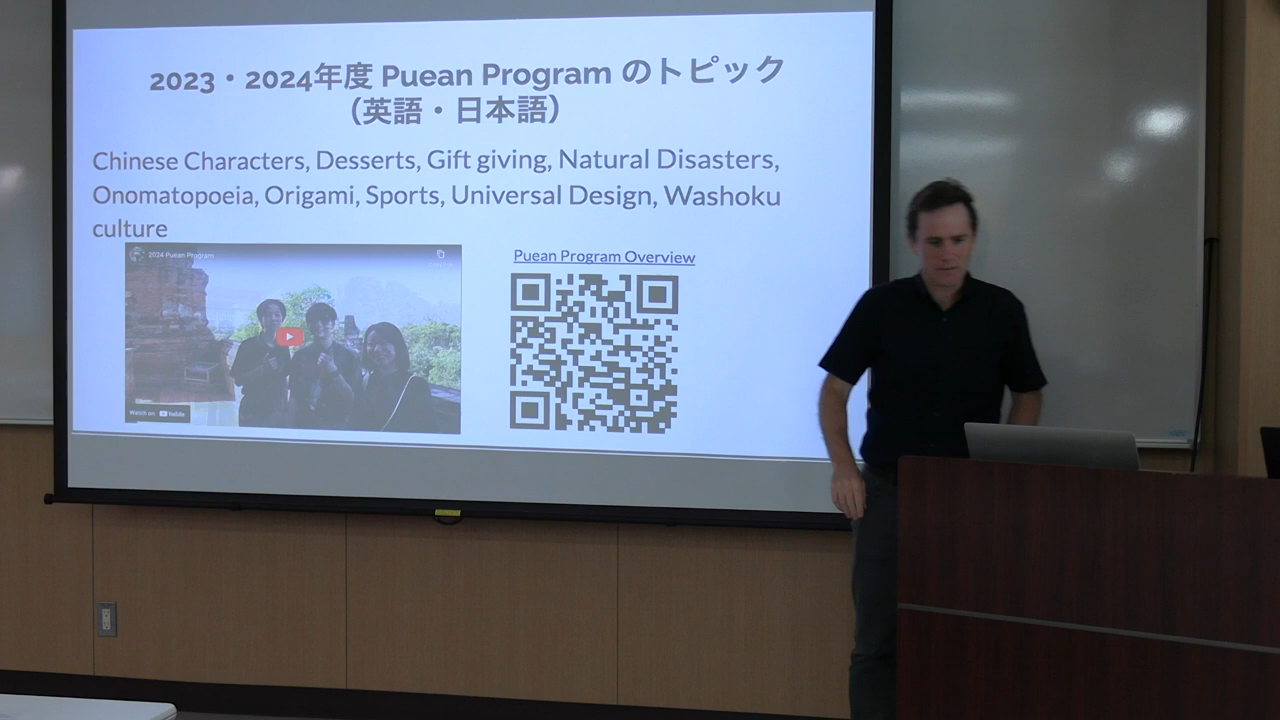 2023・2024年度 Puean Program のトピック
（英語・日本語）
Chinese Characters, Desserts, Gift giving, Natural Disasters,
Onomatopoeia, Origami, Sports, Universal Design, Washoku
culture
2024 Puean Program
Puean Program Overview
Watch on YouTube